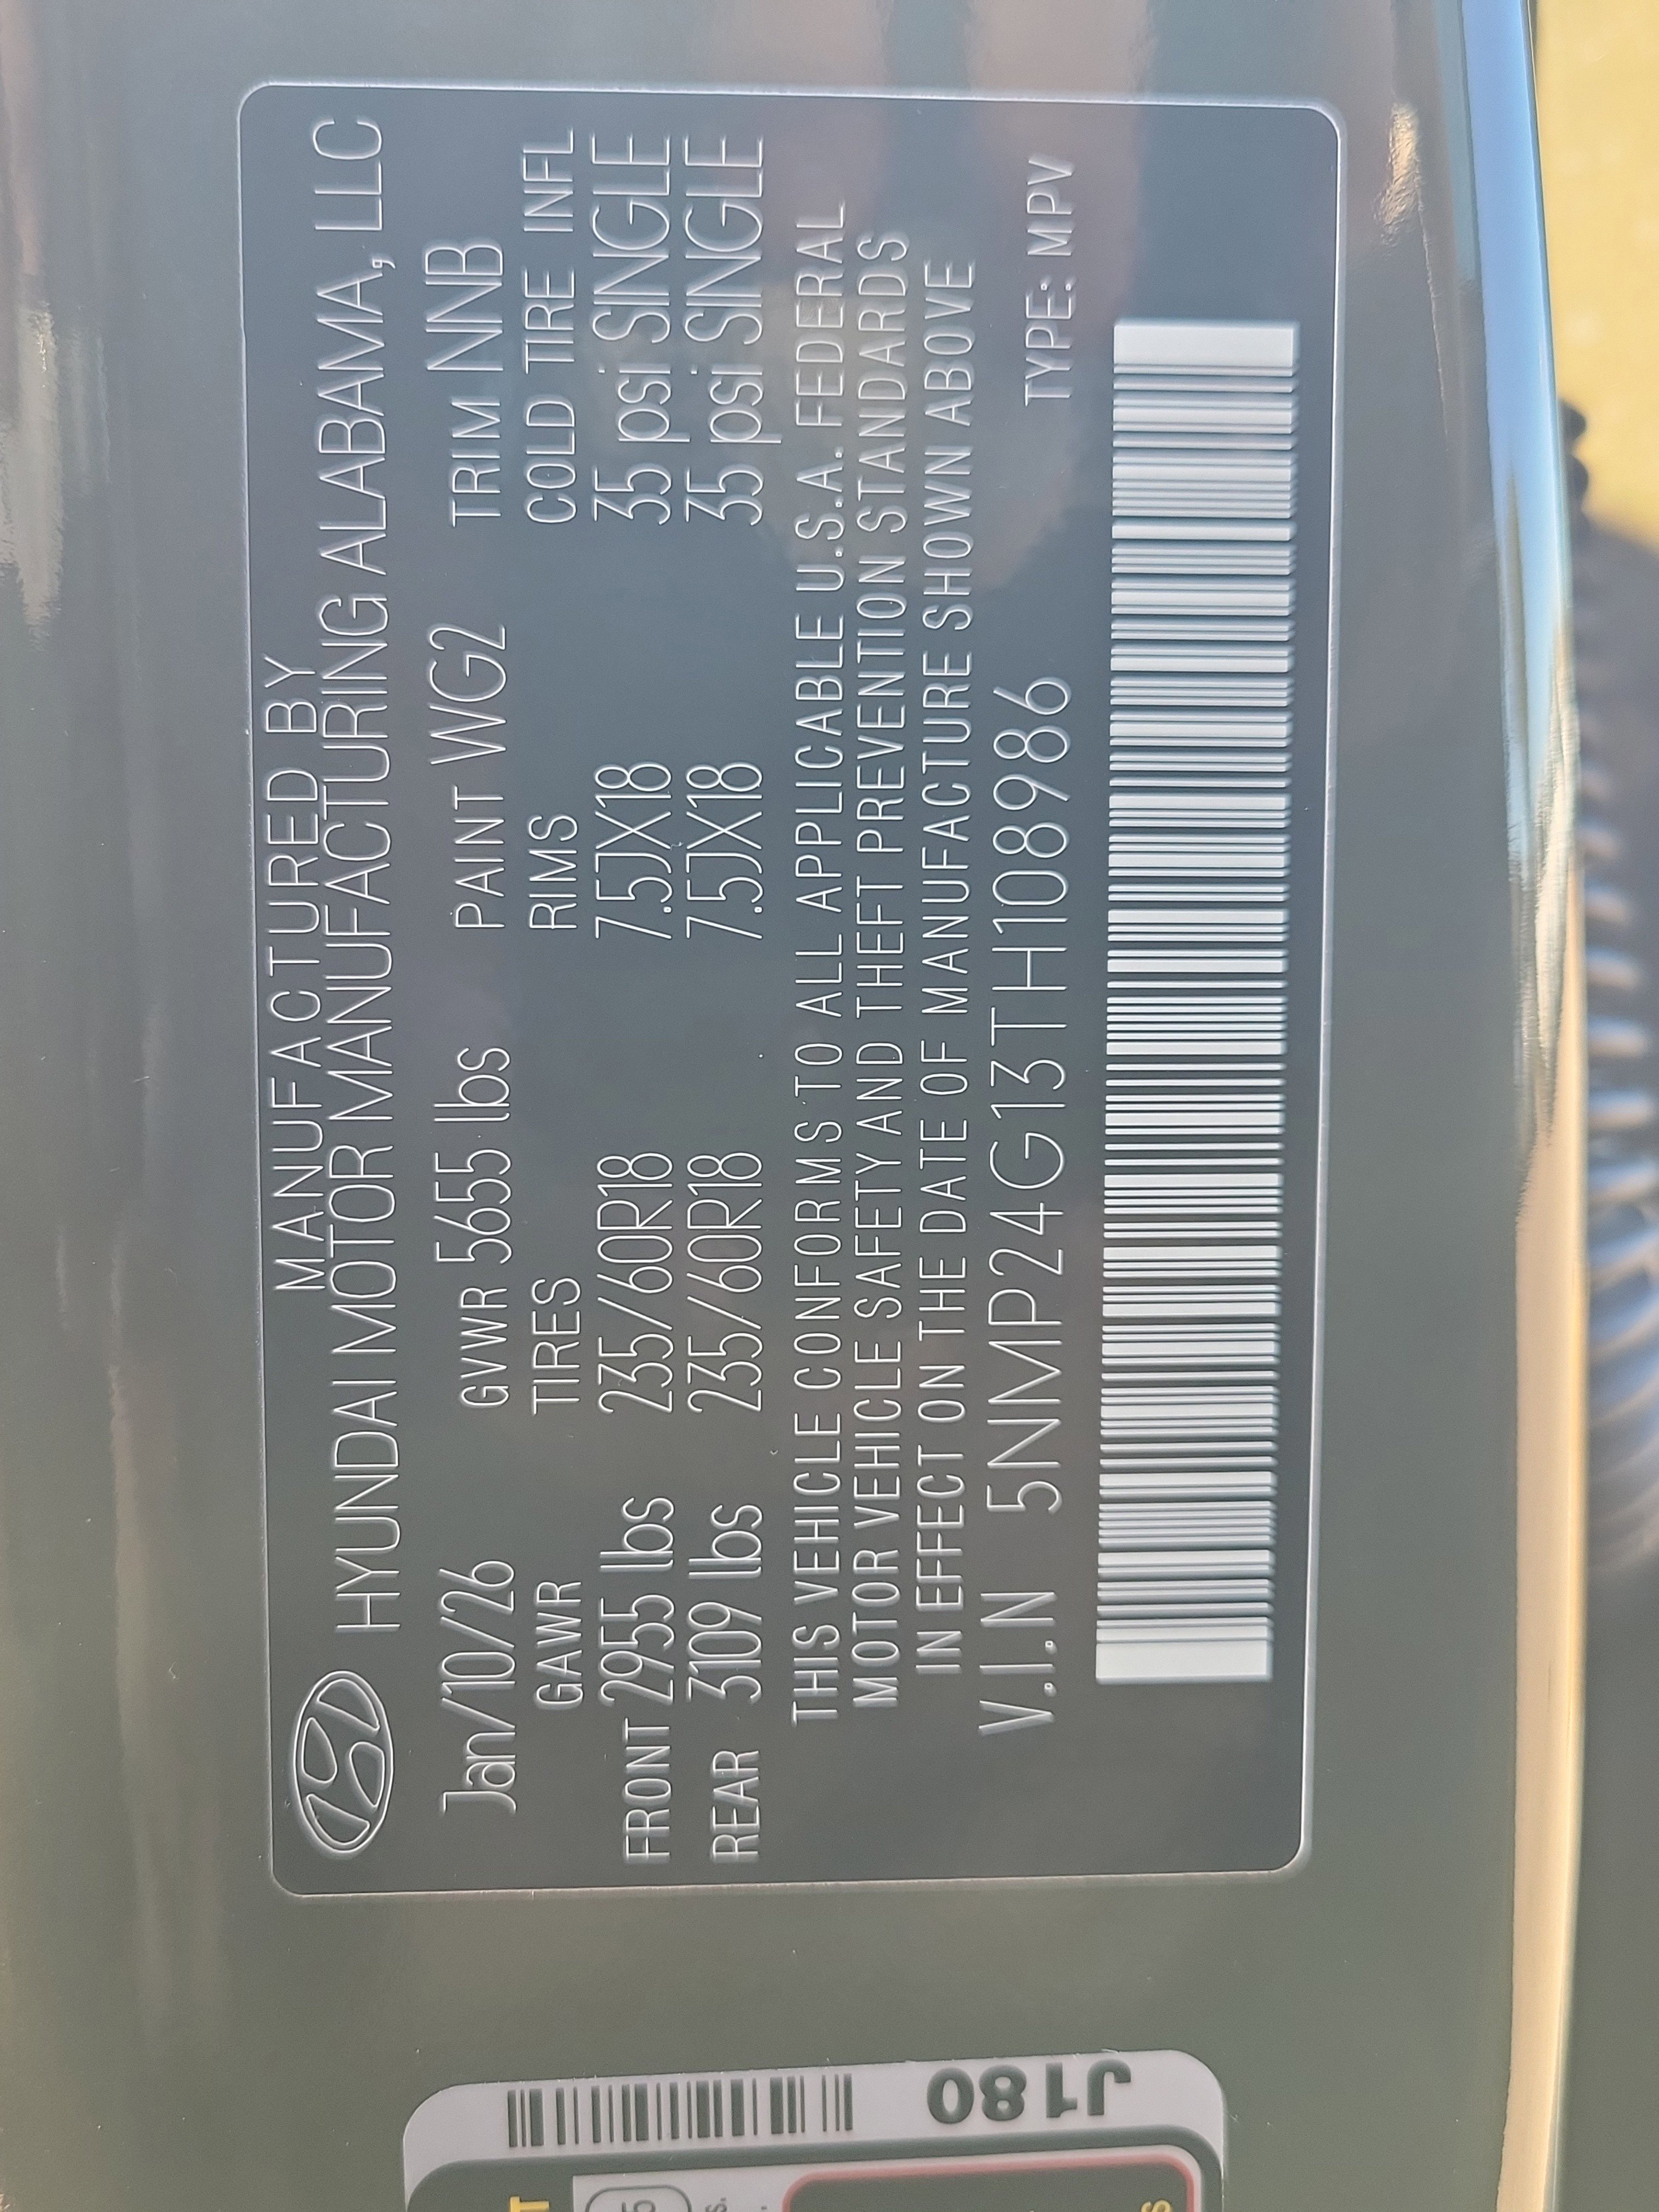 MANUFACTURED BY
HYUNDAI MOTOR MANUFACTURING ALABAMA, LLC
Jan/10/26 GVWR 5655 lbs PAINT WG2 TRIM NNB
GAWR TIRES RIMS COLD TIRE INFL
FRONT 2955 lbs 235/60R18 7.5JX18 35 psi SINGLE
REAR 3109 lbs 235/60R18 7.5JX18 35 psi SINGLE
THIS VEHICLE CONFORMS TO ALL APPLICABLE U.S.A. FEDERAL
MOTOR VEHICLE SAFETY AND THEFT PREVENTION STANDARDS
IN EFFECT ON THE DATE OF MANUFACTURE SHOWN ABOVE
V.I.N 5NMP24G13TH108986 TYPE: MPV
J180